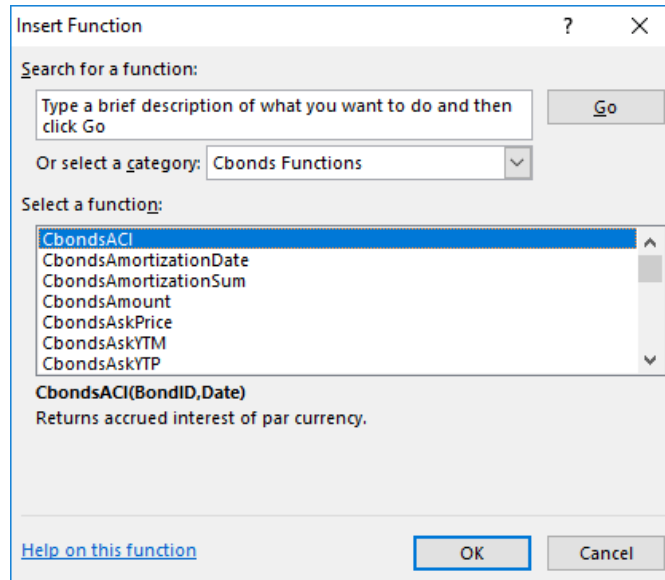 Insert Function
?
Search for a function:
Type a brief description of what you want to do and then
click Go
Go
Or select a category: Cbonds Functions
Select a function:
CbondsACI
CbondsAmortizationDate
CbondsAmortizationSum
CbondsAmount
CbondsAskPrice
CbondsAskYTM
CbondsAskYTP
CbondsACI(BondID,Date)
Returns accrued interest of par currency.
Help on this function
OK
Cancel